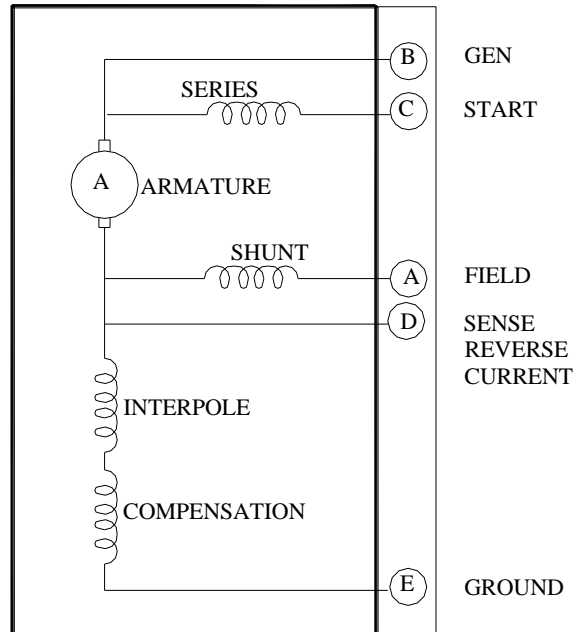 B GEN
SERIES
C START
A ARMATURE
SHUNT
A FIELD
D SENSE
REVERSE
CURRENT
INTERPOLE
COMPENSATION
E GROUND